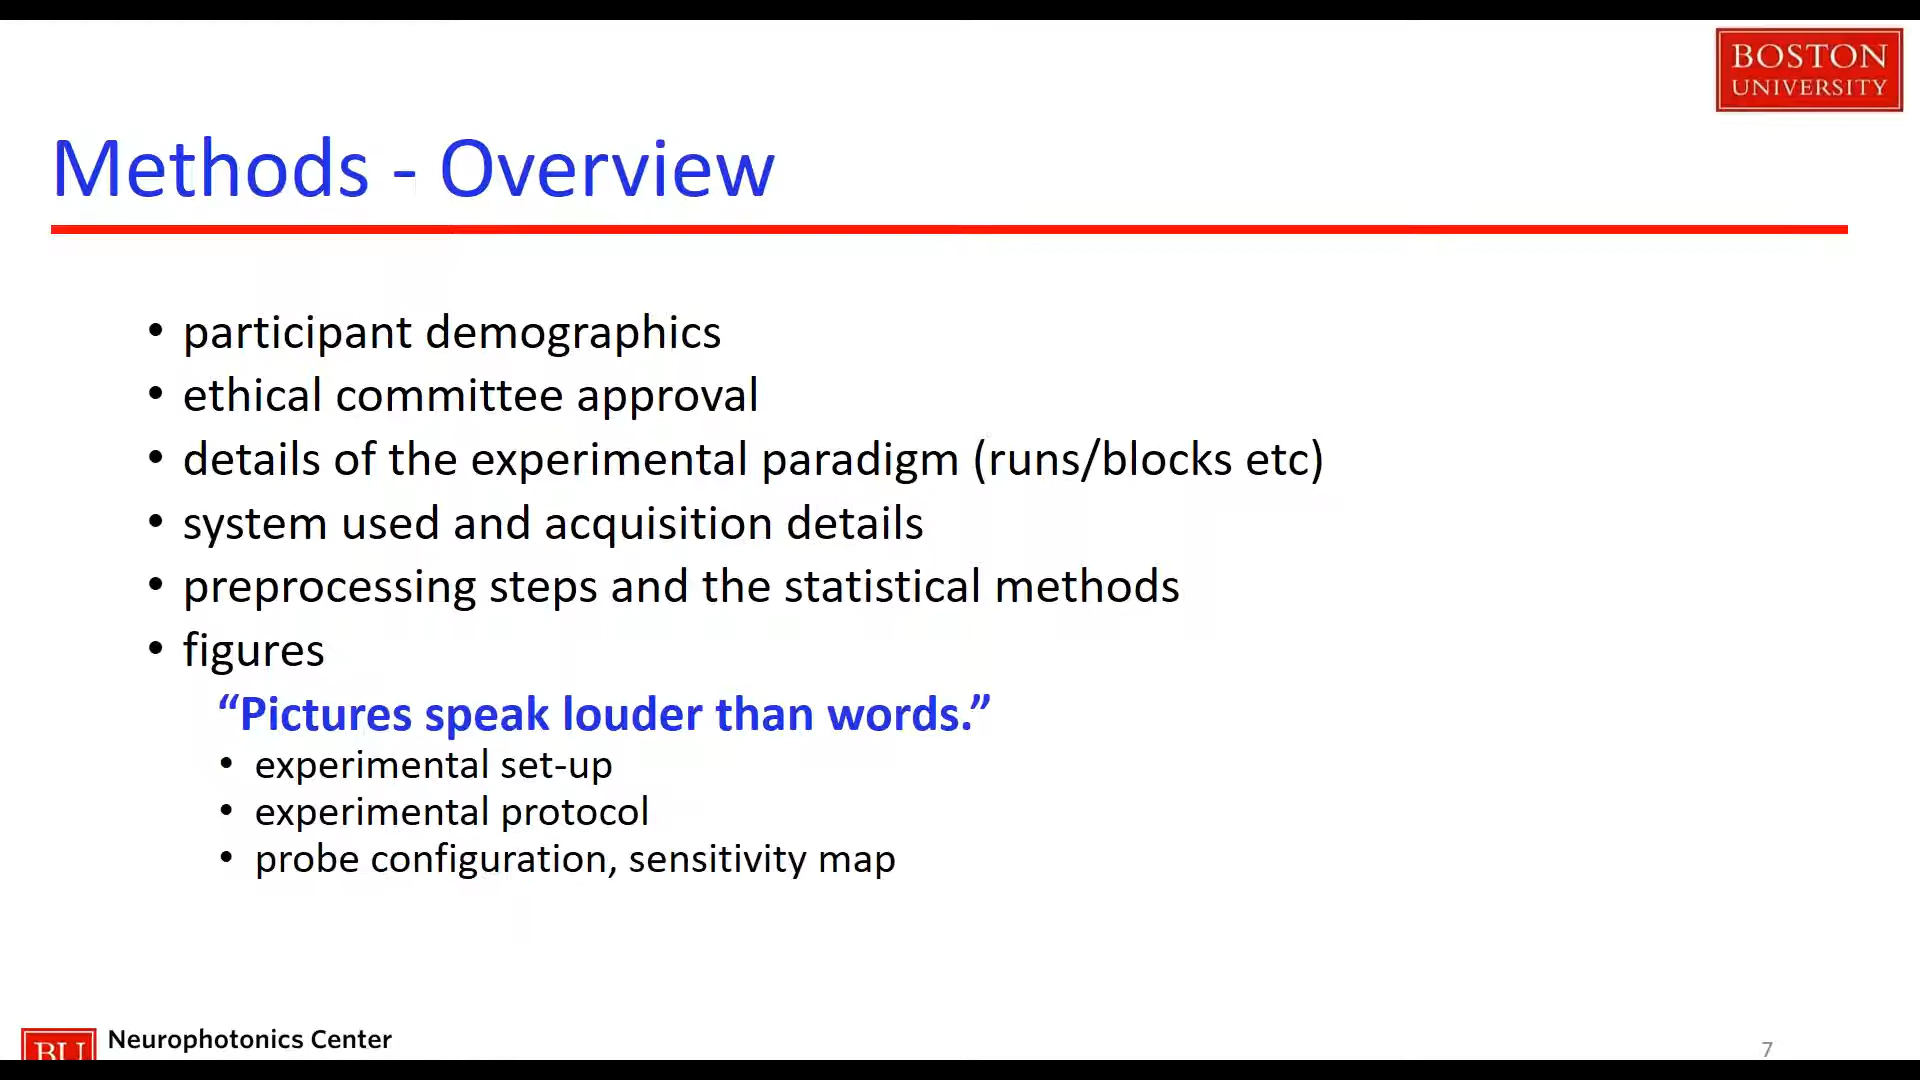 BOSTON
UNIVERSITY
Methods - Overview
• participant demographics
• ethical committee approval
• details of the experimental paradigm (runs/blocks etc)
• system used and acquisition details
• preprocessing steps and the statistical methods
• figures
“Pictures speak louder than words.”
• experimental set-up
• experimental protocol
• probe configuration, sensitivity map
BU Neurophotonics Center
7